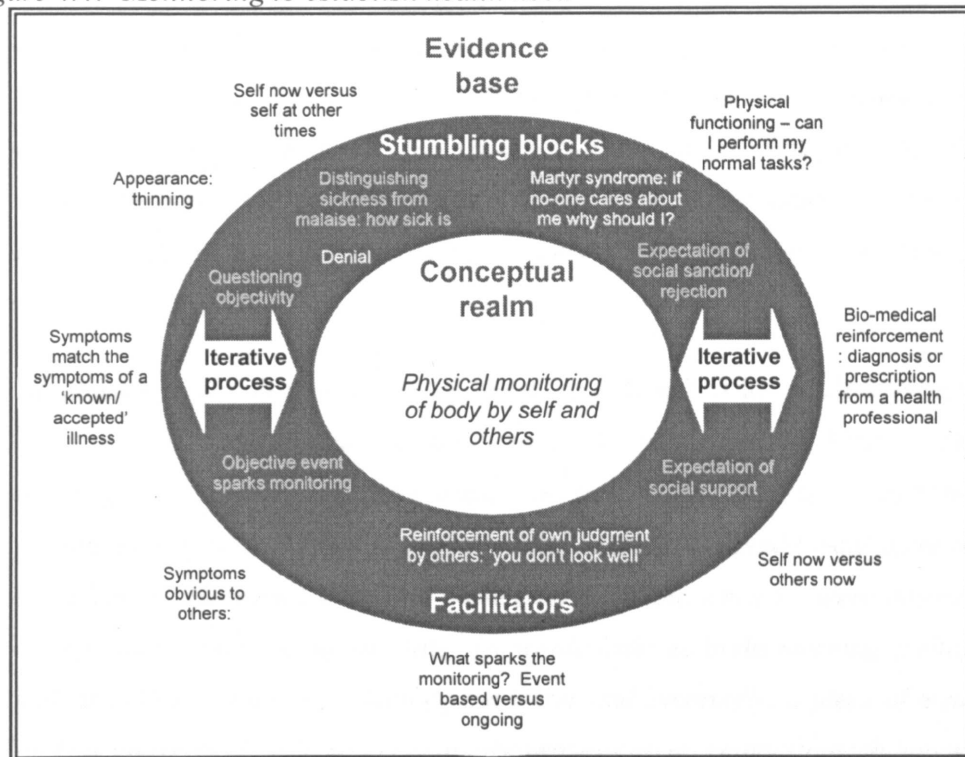 Evidence
base
Self now versus
self at other
times
Physical
functioning – can
I perform my
normal tasks?
Stumbling blocks
Appearance:
thinning
Distinguishing
sickness from
malaise: how sick is
Martyr syndrome: if
no-one cares about
me why should I?
Denial
Expectation of
social sanction/
rejection
Questioning
objectivity
Conceptual
realm
Symptoms
match the
symptoms of a
‘known/
accepted’
illness
Iterative
process
Physical monitoring
of body by self and
others
Iterative
process
Bio-medical
reinforcement
: diagnosis or
prescription
from a health
professional
Objective event
sparks monitoring
Expectation of
social support
Reinforcement of own judgment
by others: ‘you don’t look well’
Symptoms
obvious to
others:
Facilitators
Self now versus
others now
What sparks the
monitoring? Event
based versus
ongoing